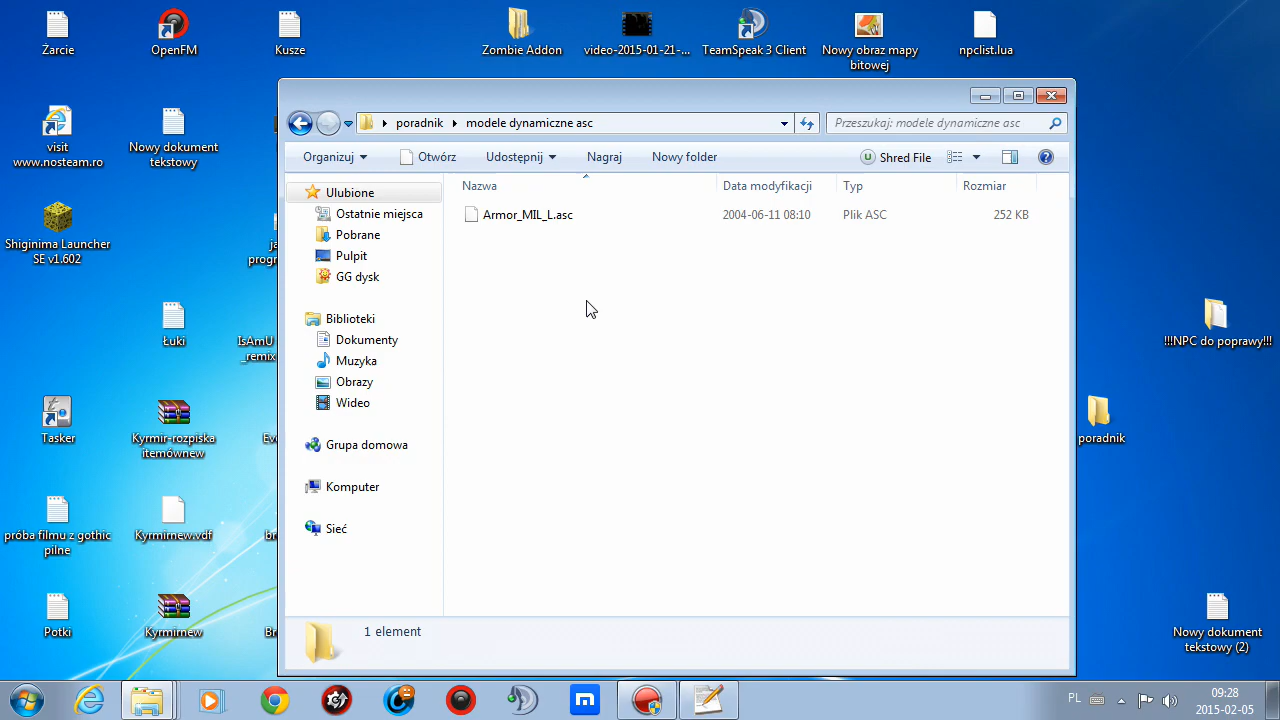 Żarcie
OpenFM
Kusze
Zombie Addon
video-2015-01-21-...
TeamSpeak 3 Client
Nowy obraz mapy
bitowej
npclist.lua
visit
www.nosteam.ro
Nowy dokument
tekstowy
Shiginima Launcher
SE v1.602
Łuki
IsAmU
_remix
Tasker
Kyrmir-rozpiska
itemównew
próba filmu z gothic
pilne
Kyrmirnew.vdf
Potki
Kyrmirnew
poradnik
modele dynamiczne asc
Przeszukaj: modele dynamiczne asc
Organizuj
Otwórz
Udostępnij
Nagraj
Nowy folder
Shred File
Ulubione
Ostatnie miejsca
Pobrane
Pulpit
GG dysk
Biblioteki
Dokumenty
Muzyka
Obrazy
Wideo
Grupa domowa
Komputer
Sieć
Nazwa
Data modyfikacji
Typ
Rozmiar
Armor_MIL_L.asc
2004-06-11 08:10
Plik ASC
252 KB
1 element
!!!NPC do poprawy!!!
poradnik
Nowy dokument
tekstowy (2)
PL
09:28
2015-02-05